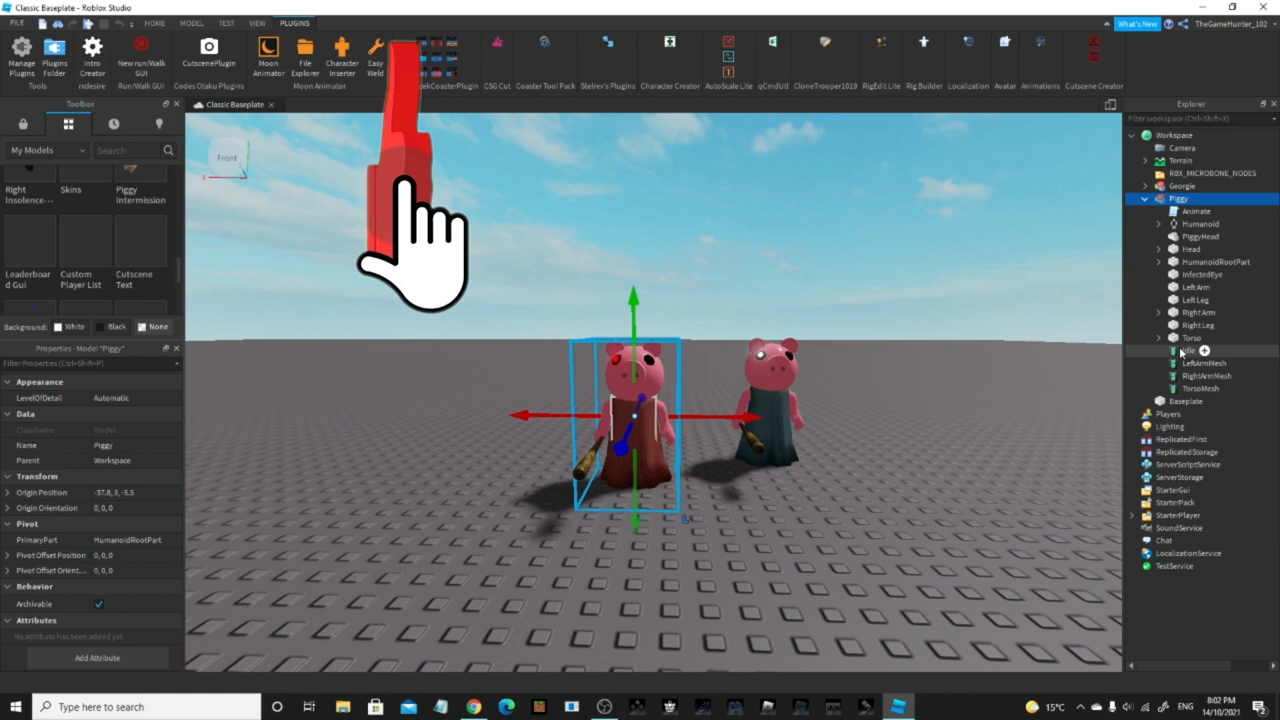 Classic Baseplate - Roblox Studio
FILE HOME MODEL TEST VIEW PLUGINS What's New TheGameHunter_102
Manage Plugins
Plugins Folder
Intro Creator
New run/Walk GUI
CutscenePlugin
Moon Animator
File Explorer
Character Inserter
Easy Weld
Tools
rxdesire
Run/Walk GUI
Codes Otaku Plugins
Moon Animator
CSG Cut
Coaster Tool Pack
Stelrex's Plugins
Character Creator
AutoScale Lite
qCmdUtl
CloneTrooper1019
RigEdit Lite
Rig Builder
Localization
Avatar
Animations
Cutscene Creator
Toolbox
Classic Baseplate
Explorer
Filter workspace (Ctrl+Shift+X)
My Models
Search
Right Insolence...
Skins
Piggy Intermission
Leaderboar d Gui
Custom Player List
Cutscene Text
Background: White Black None
Properties - Model "Piggy"
Filter Properties (Ctrl+Shift+P)
Appearance
LevelOfDetail Automatic
Data
ClassName Model
Name Piggy
Parent Workspace
Transform
Origin Position -37.8, 3, -5.5
Origin Orientation 0, 0, 0
Pivot
PrimaryPart HumanoidRootPart
Pivot Offset Position 0, 0, 0
Pivot Offset Orient... 0, 0, 0
Behavior
Archivable
Attributes
No Attribute has been added yet
Add Attribute
Front
X
L
Workspace
Camera
Terrain
RBX_MICROBONE_NODES
Georgie
Piggy
Animate
Humanoid
PiggyHead
Head
HumanoidRootPart
InfectedEye
Left Arm
Left Leg
Right Arm
Right Leg
Torso
Idle
LeftArmMesh
RightArmMesh
TorsoMesh
Baseplate
Players
Lighting
ReplicatedFirst
ReplicatedStorage
ServerScriptService
ServerStorage
StarterGui
StarterPack
StarterPlayer
SoundService
Chat
LocalizationService
TestService
Type here to search
15°C
ENG
8:02 PM
14/10/2021
2